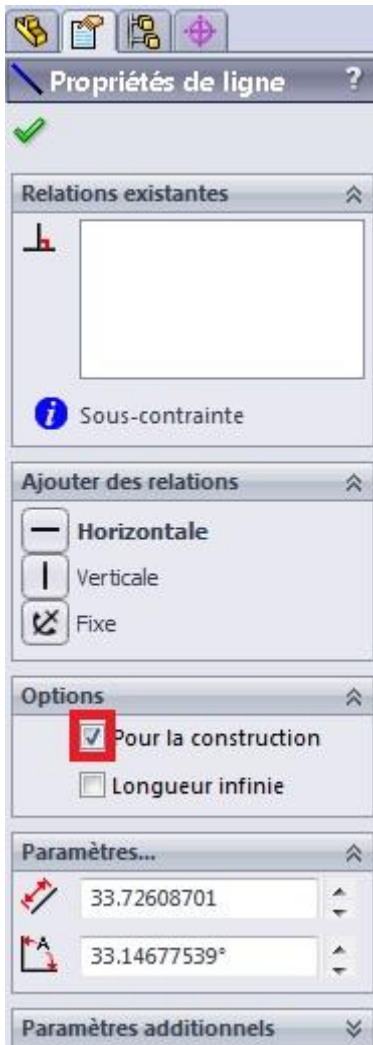 Propriétés de ligne ?
Relations existantes
i Sous-contrainte
Ajouter des relations
Horizontale
Verticale
Fixe
Options
Pour la construction
Longueur infinie
Paramètres...
33.72608701
A
33.14677539°
Paramètres additionnels